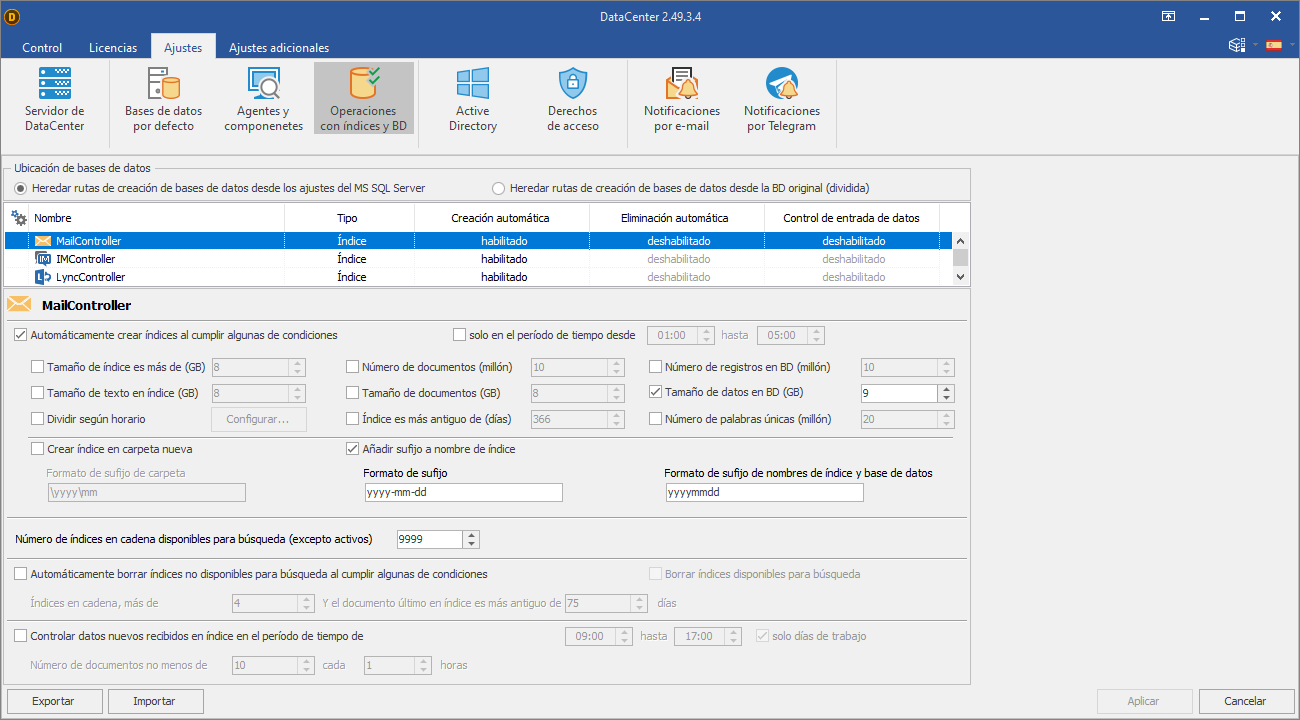 D
DataCenter 2.49.3.4
Control Licencias Ajustes Ajustes adicionales
Servidor de
DataCenter
Bases de datos
por defecto
Agentes y
componenetes
Operaciones
con índices y BD
Active
Directory
Derechos
de acceso
Notificaciones
por e-mail
Notificaciones
por Telegram
Ubicación de bases de datos
Heredar rutas de creación de bases de datos desde los ajustes del MS SQL Server Heredar rutas de creación de bases de datos desde la BD original (dividida)
Nombre Tipo Creación automática Eliminación automática Control de entrada de datos
MailController Índice habilitado deshabilitado deshabilitado
IM IMController Índice habilitado deshabilitado deshabilitado
L LyncController Índice habilitado deshabilitado deshabilitado
MailController
Automáticamente crear índices al cumplir algunas de condiciones solo en el período de tiempo desde 01:00 hasta 05:00
Tamaño de índice es más de (GB) 8 Número de documentos (millón) 10 Número de registros en BD (millón) 10
Tamaño de texto en índice (GB) 8 Tamaño de documentos (GB) 8 Tamaño de datos en BD (GB) 9
Dividir según horario Configurar... Índice es más antiguo de (días) 366 Número de palabras únicas (millón) 20
Crear índice en carpeta nueva Añadir sufijo a nombre de índice
Formato de sufijo de carpeta Formato de sufijo Formato de sufijo de nombres de índice y base de datos
\yyyy\mm yyyy-mm-dd yyyymmdd
Número de índices en cadena disponibles para búsqueda (excepto activos) 9999
Automáticamente borrar índices no disponibles para búsqueda al cumplir algunas de condiciones Borrar índices disponibles para búsqueda
Índices en cadena, más de 4 Y el documento último en índice es más antiguo de 75 días
Controlar datos nuevos recibidos en índice en el período de tiempo de 09:00 hasta 17:00 solo días de trabajo
Número de documentos no menos de 10 cada 1 horas
Exportar Importar Aplicar Cancelar